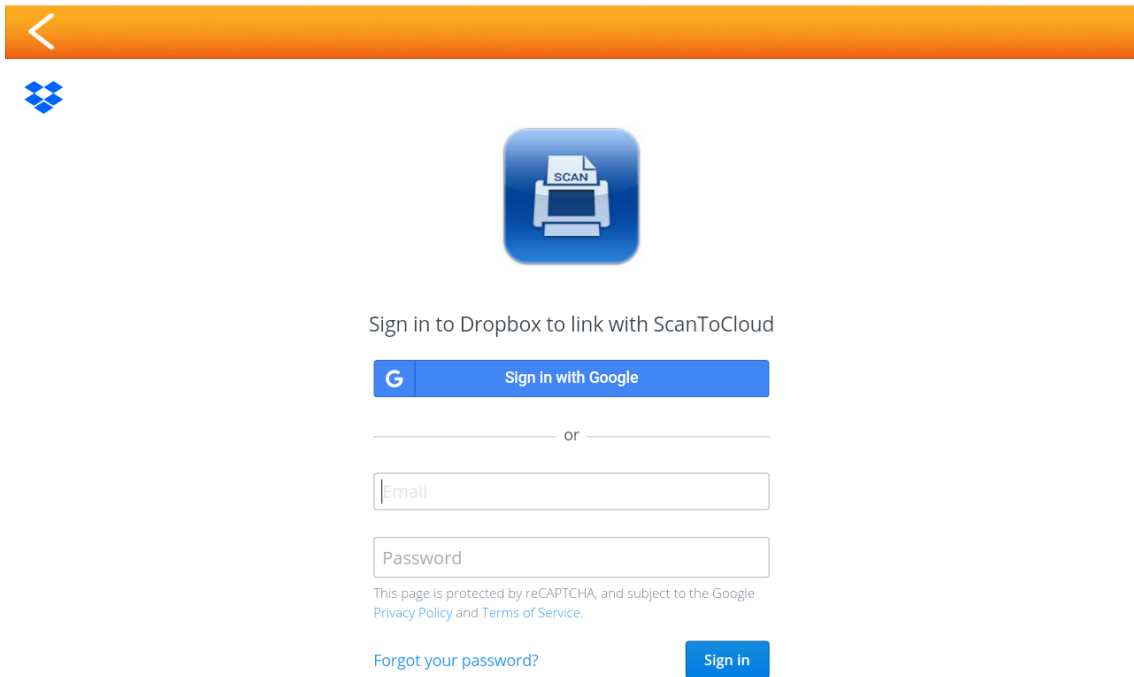 SCAN
Sign in to Dropbox to link with ScanToCloud
G
Sign in with Google
or
Email
Password
This page is protected by reCAPTCHA, and subject to the Google
Privacy Policy and Terms of Service.
Forgot your password?
Sign in